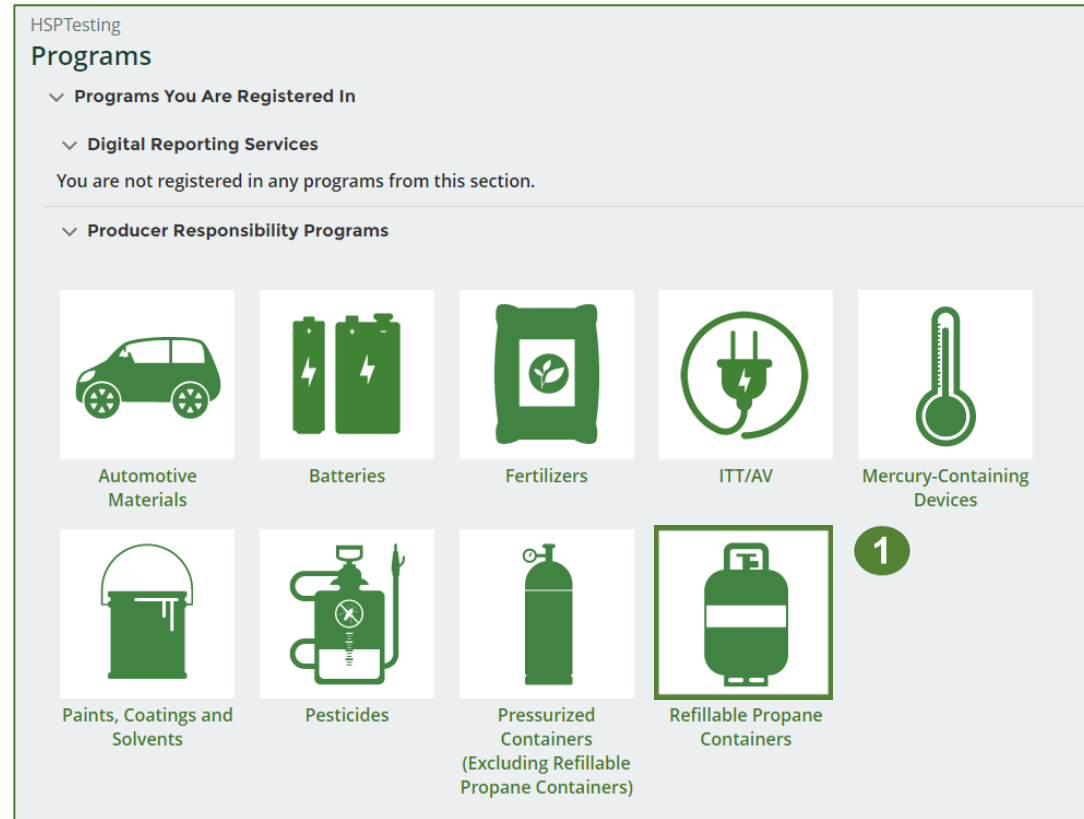 HSPTesting
Programs
Programs You Are Registered In
Digital Reporting Services
You are not registered in any programs from this section.
Producer Responsibility Programs
Automotive
Materials
Batteries
Fertilizers
ITT/AV
Mercury-Containing
Devices
1
Paints, Coatings and
Solvents
Pesticides
Pressurized
Containers
(Excluding Refillable
Propane Containers)
Refillable Propane
Containers